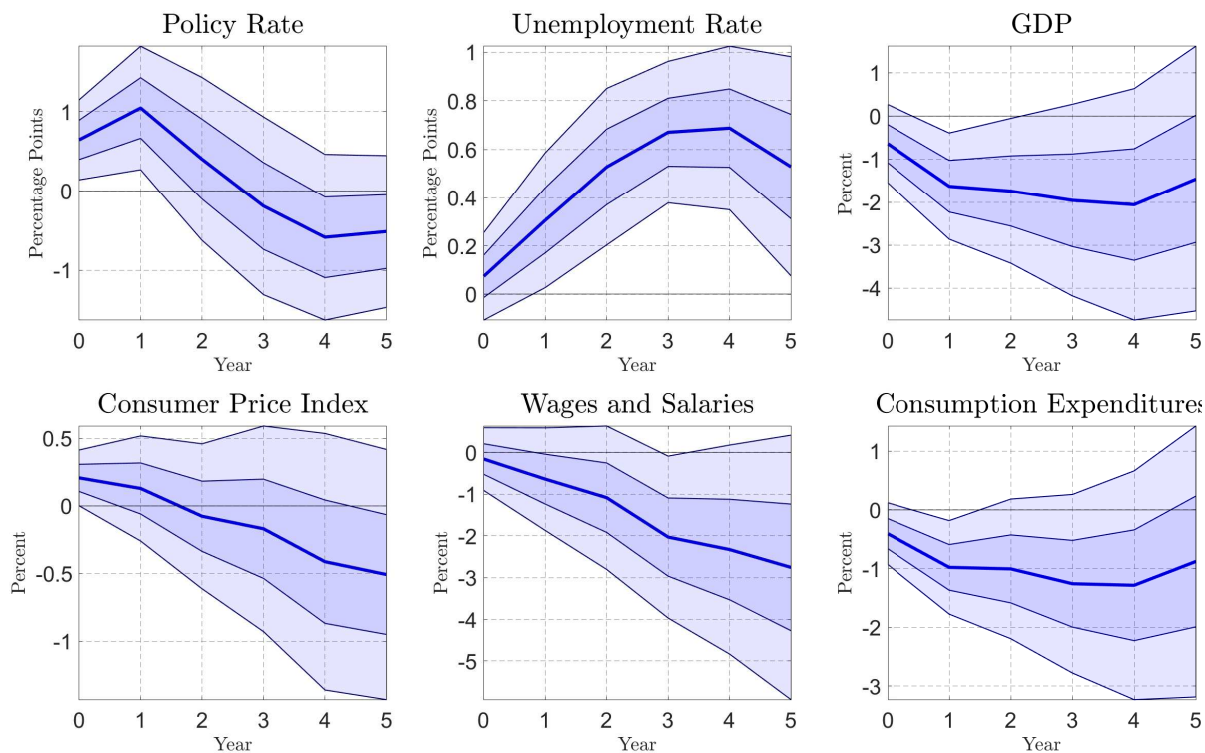 Policy Rate
Percentage Points
1
0
-1
0 1 2 3 4 5
Year
Unemployment Rate
Percentage Points
1
0.8
0.6
0.4
0.2
0
0 1 2 3 4 5
Year
GDP
Percent
1
0
-1
-2
-3
-4
0 1 2 3 4 5
Year
Consumer Price Index
Percent
0.5
0
-0.5
-1
0 1 2 3 4 5
Year
Wages and Salaries
Percent
0
-1
-2
-3
-4
-5
0 1 2 3 4 5
Year
Consumption Expenditures
Percent
1
0
-1
-2
-3
0 1 2 3 4 5
Year